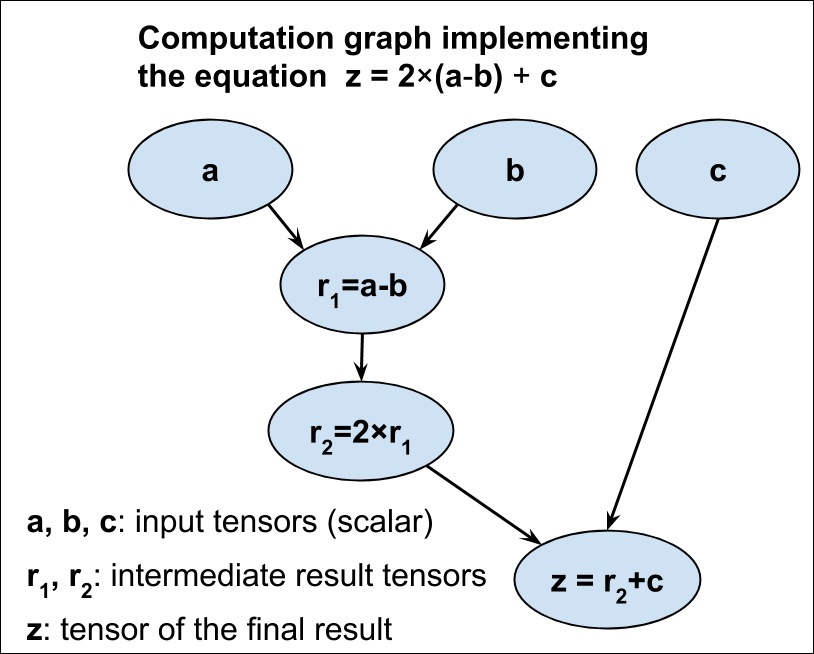 Computation graph implementing
the equation z = 2×(a-b) + c
a
b
c
r₁=a-b
r₂=2×r₁
a, b, c: input tensors (scalar)
r₁, r₂: intermediate result tensors
z = r₂+c
z: tensor of the final result